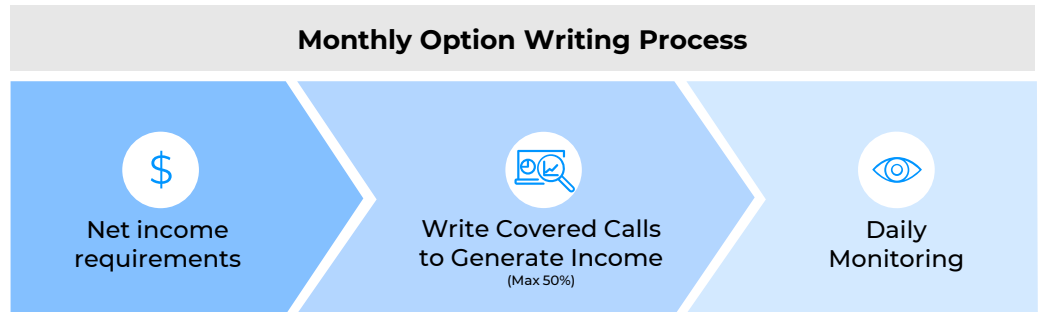 Monthly Option Writing Process
$
Net income
requirements
Write Covered Calls
to Generate Income
(Max 50%)
Daily
Monitoring